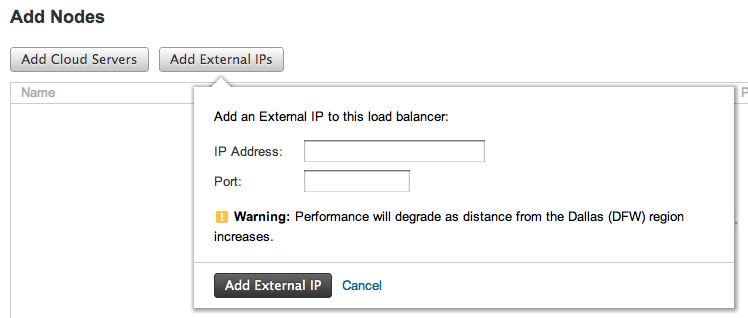 Add Nodes
Add Cloud Servers
Add External IPs
Name
P
Add an External IP to this load balancer:
IP Address:
Port:
Warning: Performance will degrade as distance from the Dallas (DFW) region
increases.
Add External IP
Cancel